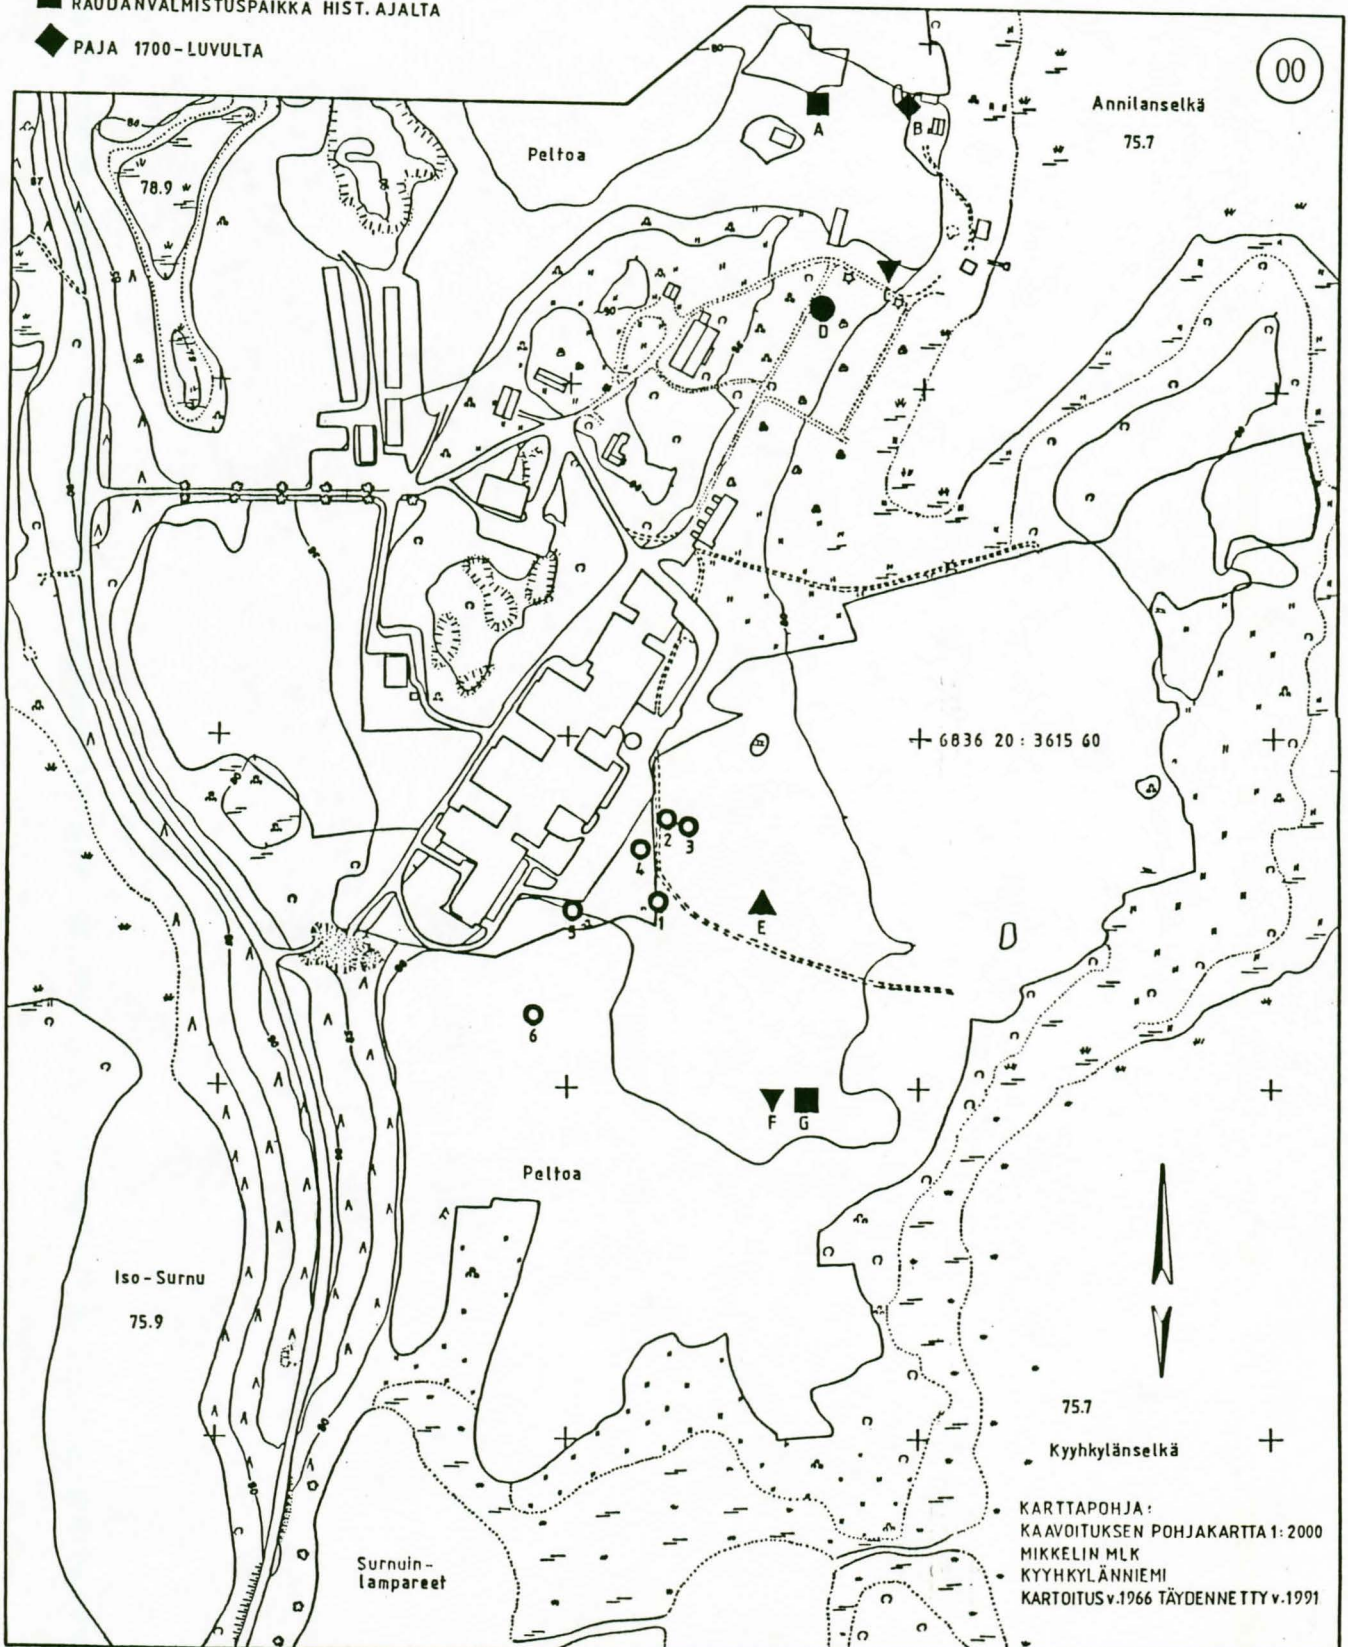 RAUDANVALMISTUSPAIKKA HIST. AJALTA
PAJA 1700-LUVULTA
00
Annilanselkä
75.7
Peltoa
A
B
78.9
D
6836 20 : 3615 60
2
3
4
1
5
E
6
F
G
Peltoa
Iso-Surnu
75.9
75.7
Kyyhkylänselkä
Surnuin-
lampareet
KARTTAPOHJA:
KAAVOITUKSEN POHJAKARTTA 1:2000
MIKKELIN MLK
KYYHKYLÄNNIEMI
KARTOITUS v.1966 TÄYDENNETTY v.1991